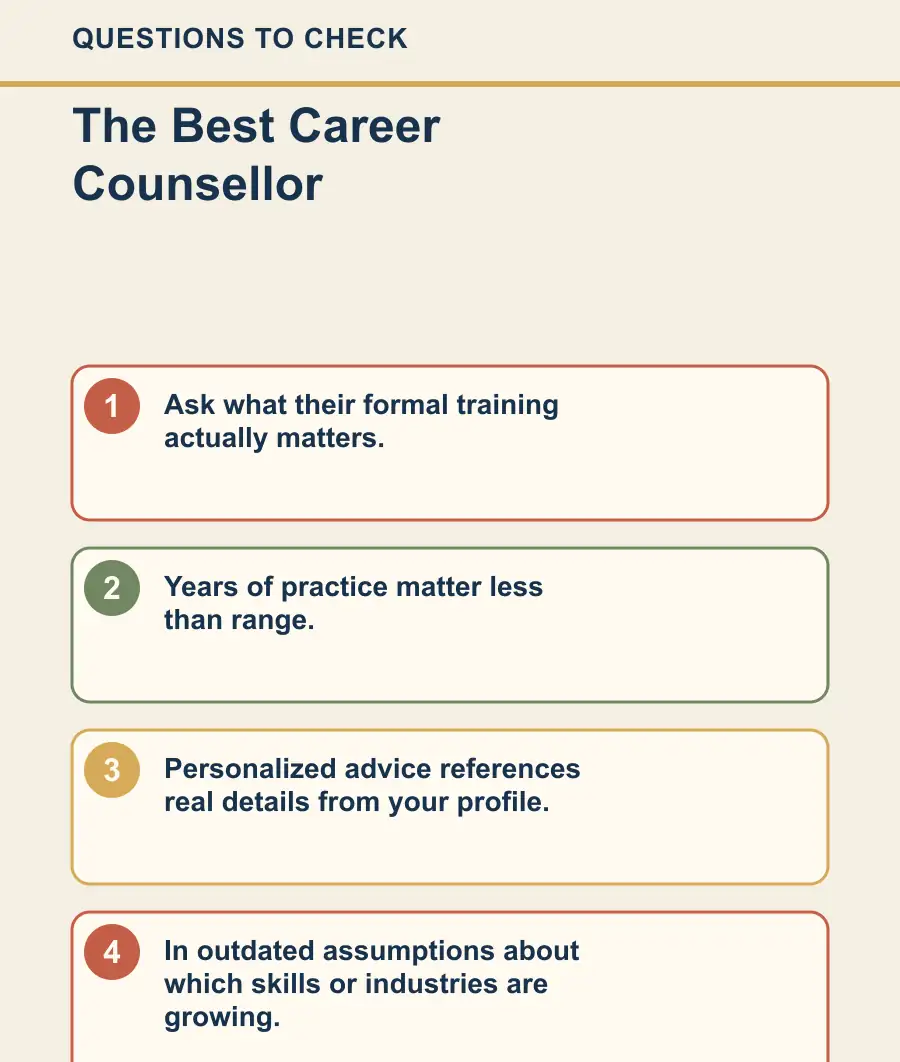 QUESTIONS TO CHECK
The Best Career
Counsellor
1
Ask what their formal training
actually matters.
2
Years of practice matter less
than range.
3
Personalized advice references
real details from your profile.
4
In outdated assumptions about
which skills or industries are
growing.